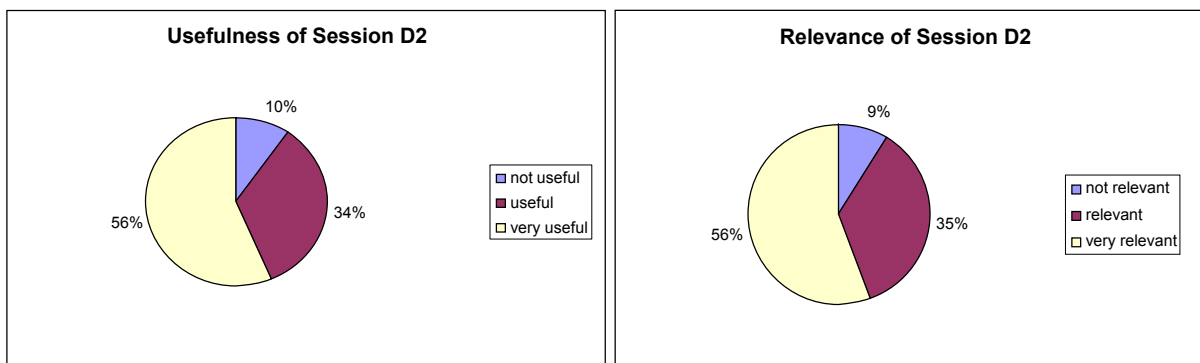 Usefulness of Session D2
10%
34%
56%
not useful
useful
very useful
Relevance of Session D2
9%
35%
56%
not relevant
relevant
very relevant